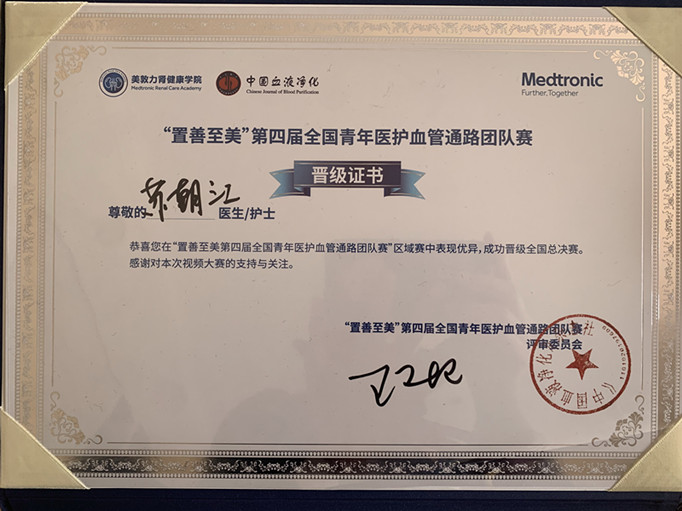 美敦力肾健康学院
Medtronic Renal Care Academy
中国血液净化
Chinese Journal of Blood Purification
Medtronic
Further, Together
“置善至美”第四届全国青年医护血管通路团队赛
晋级证书
尊敬的苏朝江 医生/护士
恭喜您在“置善至美第四届全国青年医护血管通路团队赛”区域赛中表现优异,成功晋级全国总决赛。
感谢对本次视频大赛的支持与关注。
“置善至美”第四届全国青年医护血管通路团队赛
评审委员会
《中国血液净化
社